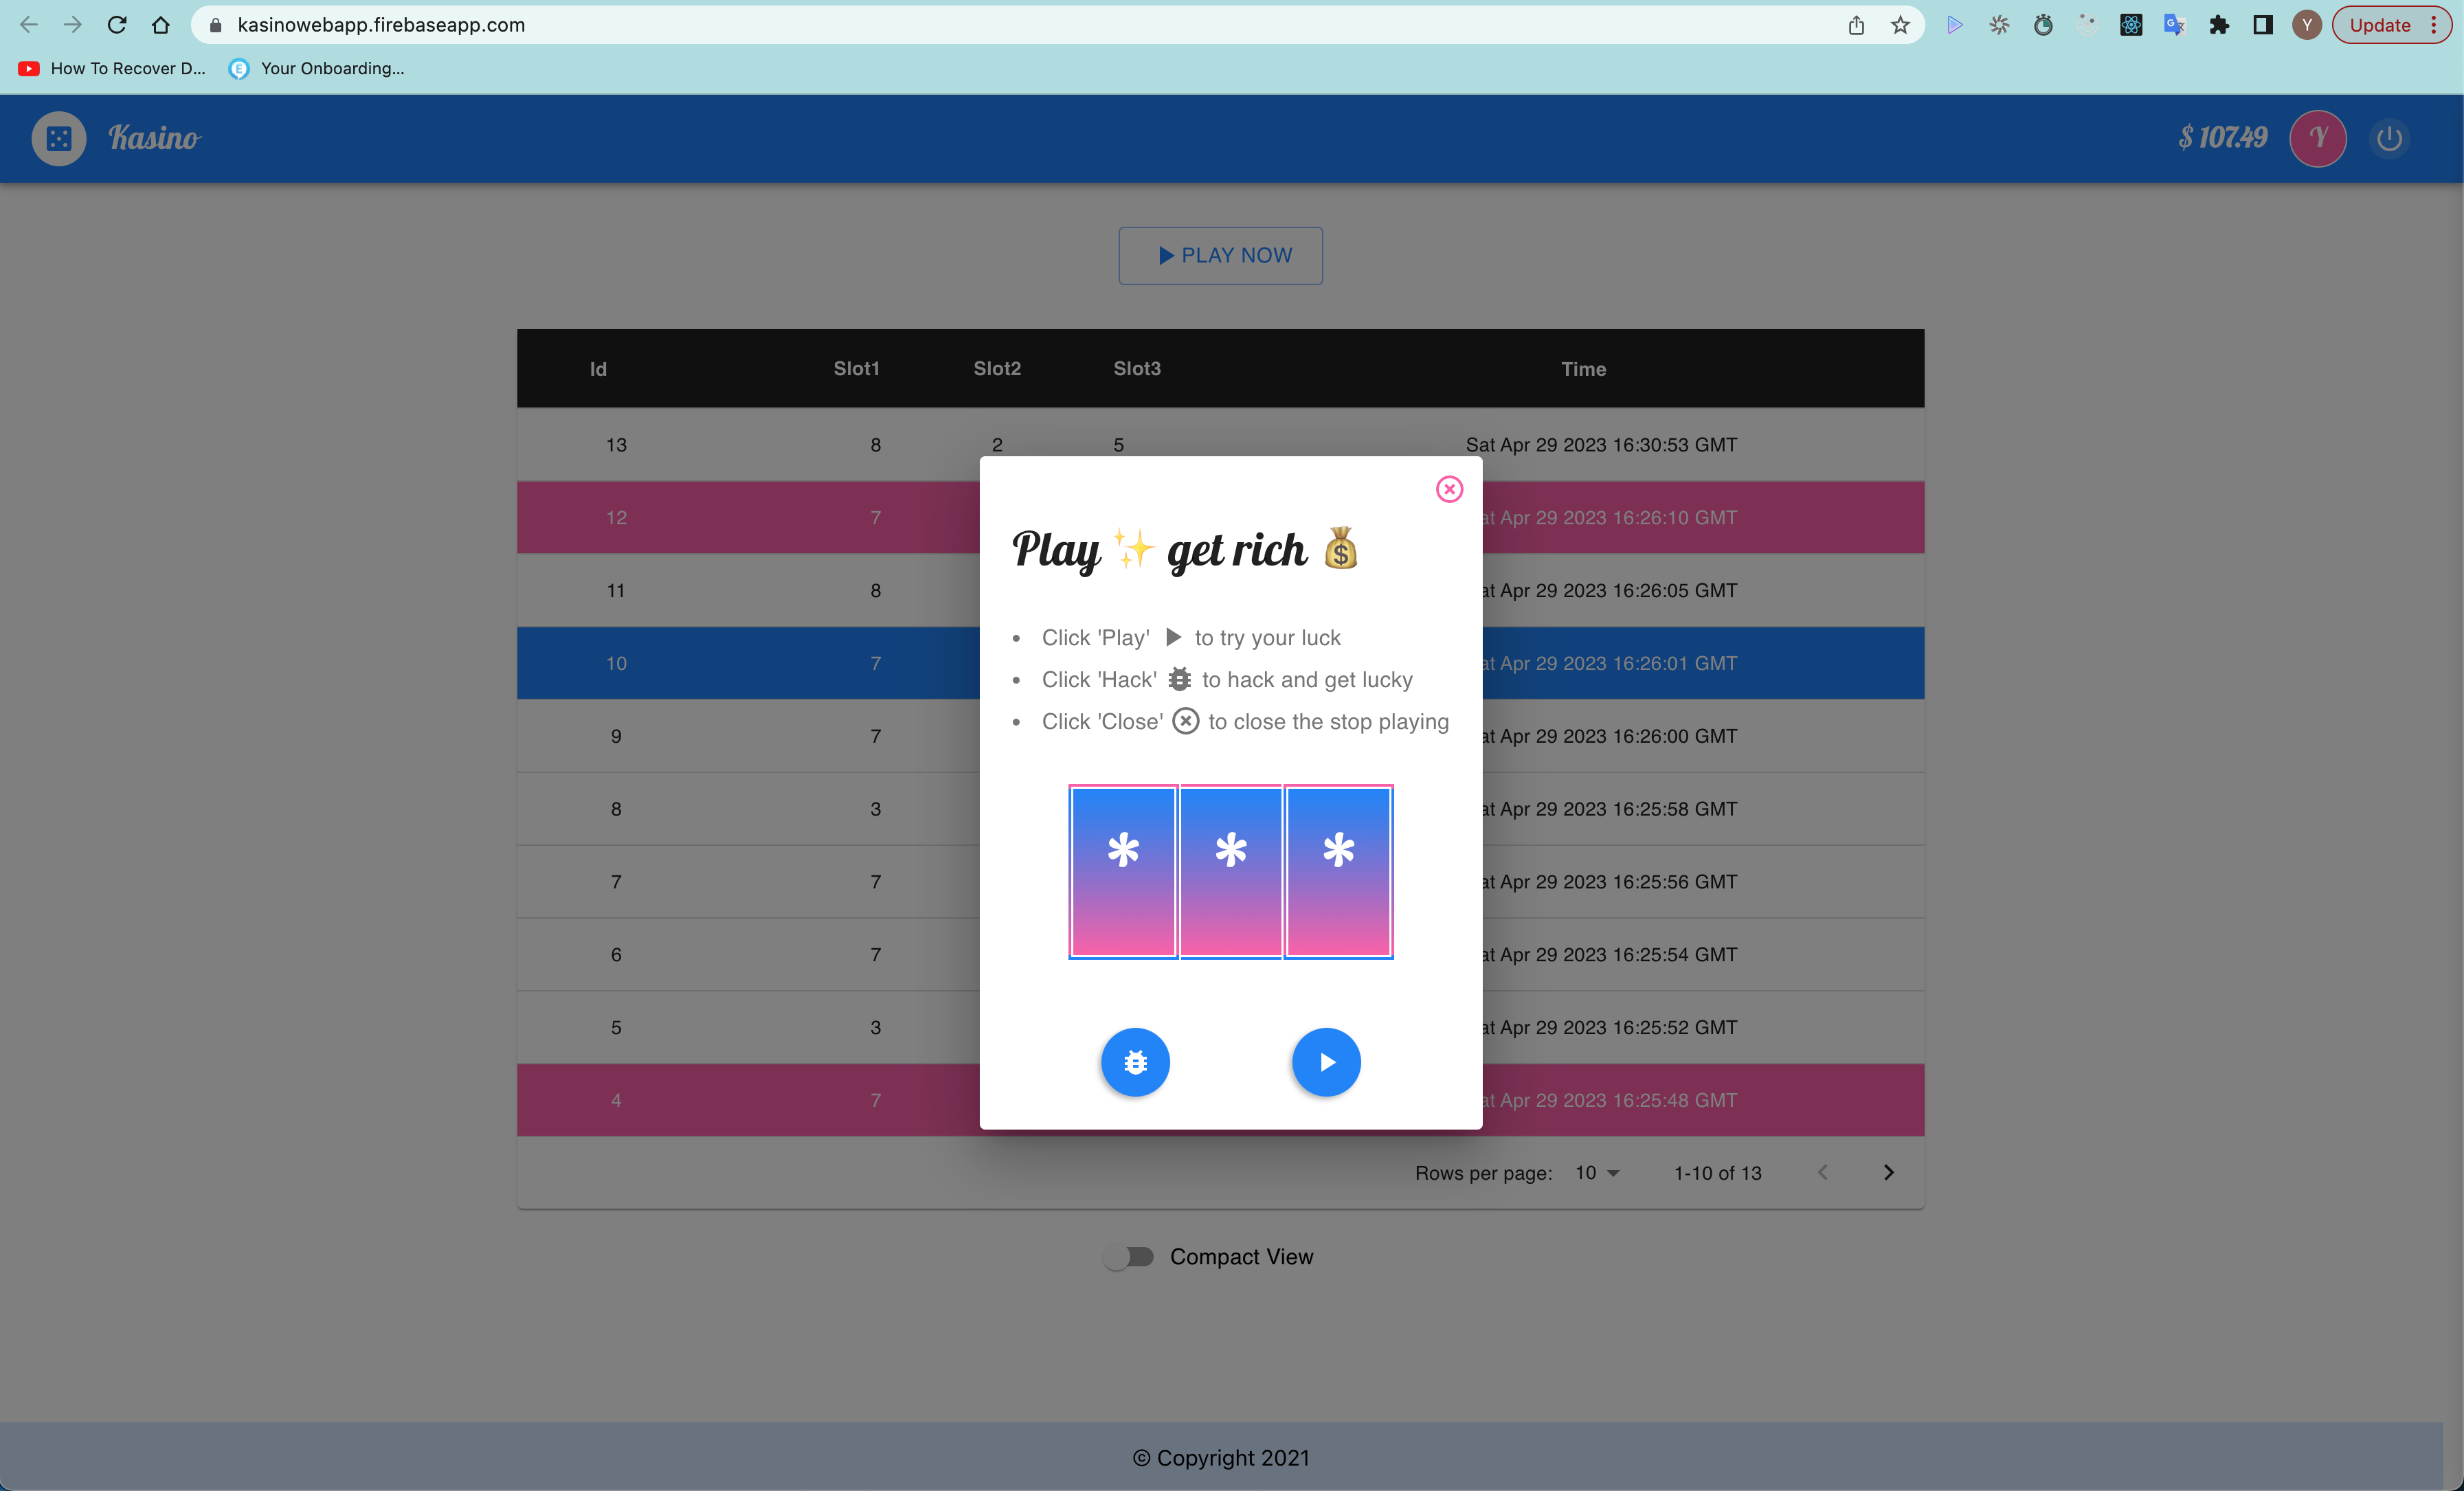 kasinowebapp.firebaseapp.com
Y
Update
How To Recover D...
E Your Onboarding...
Kasino
$ 107.49
Y
PLAY NOW
Id Slot1 Slot2 Slot3 Time
13 8 2 5 Sat Apr 29 2023 16:30:53 GMT
12 7 at Apr 29 2023 16:26:10 GMT
11 8 at Apr 29 2023 16:26:05 GMT
10 7 at Apr 29 2023 16:26:01 GMT
9 7 at Apr 29 2023 16:26:00 GMT
8 3 at Apr 29 2023 16:25:58 GMT
7 7 at Apr 29 2023 16:25:56 GMT
6 7 at Apr 29 2023 16:25:54 GMT
5 3 at Apr 29 2023 16:25:52 GMT
4 7 at Apr 29 2023 16:25:48 GMT
Play ✨ get rich 💰
$
• Click 'Play' to try your luck
• Click 'Hack' to hack and get lucky
• Click 'Close' to close the stop playing
* * *
Rows per page: 10 1-10 of 13
Compact View
© Copyright 2021